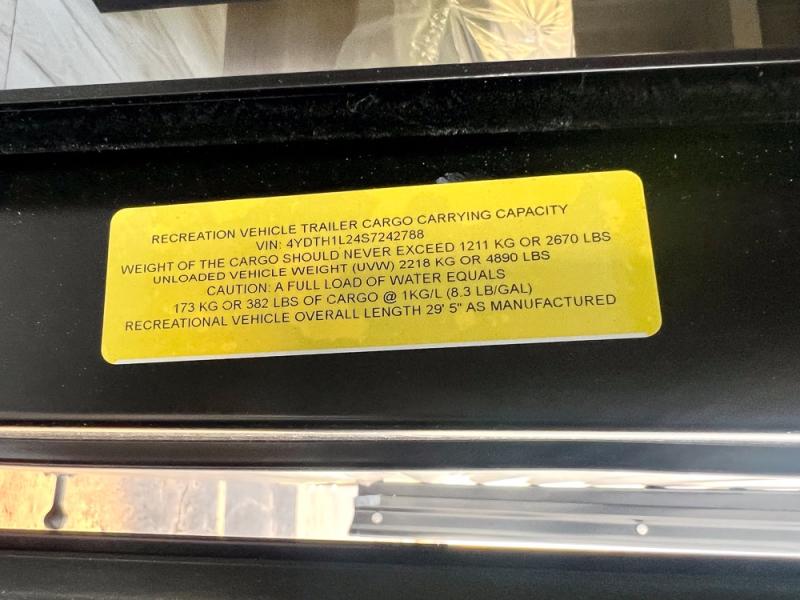 RECREATION VEHICLE TRAILER CARGO CARRYING CAPACITY
VIN: 4YDTH1L24S7242788
WEIGHT OF THE CARGO SHOULD NEVER EXCEED 1211 KG OR 2670 LBS
UNLOADED VEHICLE WEIGHT (UVW) 2218 KG OR 4890 LBS
CAUTION: A FULL LOAD OF WATER EQUALS
173 KG OR 382 LBS OF CARGO @ 1KG/L (8.3 LB/GAL)
RECREATIONAL VEHICLE OVERALL LENGTH 29' 5" AS MANUFACTURED